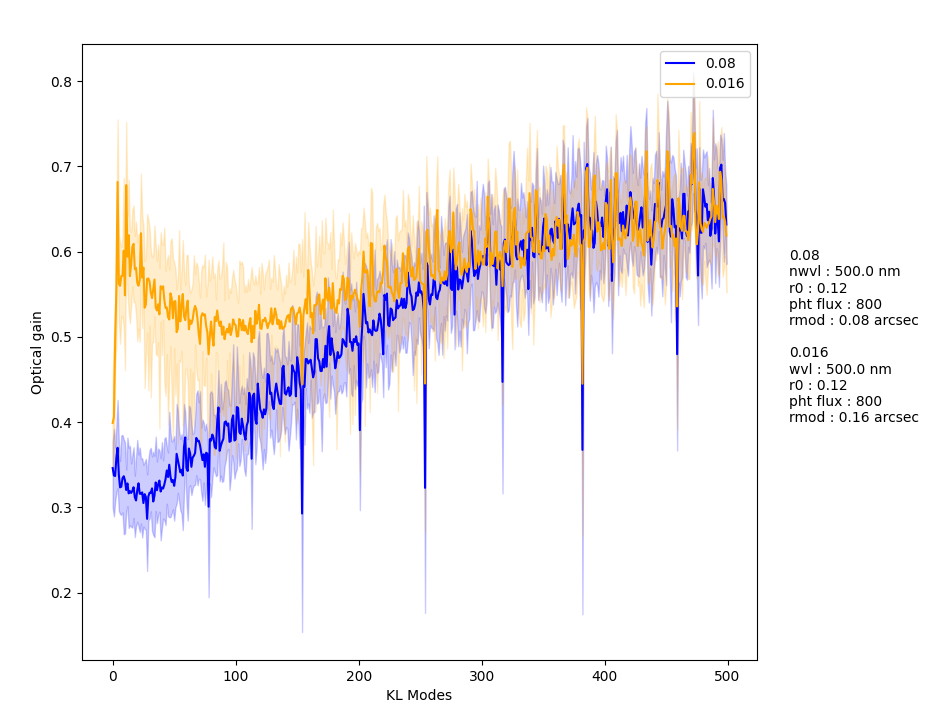 0.08
0.016
0.8
0.7
0.6
0.5
0.4
0.3
0.2
Optical gain
0
100
200
300
400
500
KL Modes
0.08
nwvl : 500.0 nm
r0 : 0.12
pht flux : 800
rmod : 0.08 arcsec
0.016
wvl : 500.0 nm
r0 : 0.12
pht flux : 800
rmod : 0.16 arcsec